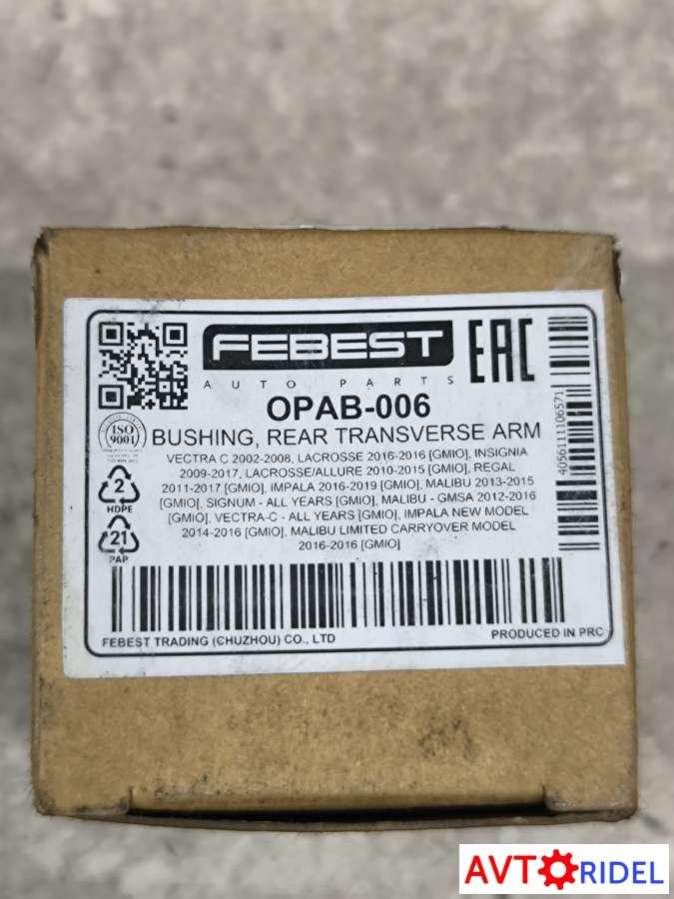 FEBEST
EAC
AUTO PARTS
OPAB-006
ISO
9001
BUSHING, REAR TRANSVERSE ARM
VECTRA C 2002-2008, LACROSSE 2016-2016 [GMIO], INSIGNIA
2009-2017, LACROSSE/ALLURE 2010-2015 [GMIO], REGAL
2011-2017 [GMIO], IMPALA 2016-2019 [GMIO], MALIBU 2013-2015
[GMIO], SIGNUM - ALL YEARS [GMIO], MALIBU - GMSA 2012-2016
[GMIO], VECTRA-C - ALL YEARS [GMIO], IMPALA NEW MODEL
2014-2016 [GMIO], MALIBU LIMITED CARRYOVER MODEL
2016-2016 [GMIO]
2
HDPE
21
PAP
4056111106571
FEBEST TRADING (CHUZHOU) CO., LTD
PRODUCED IN PRC
AVTORIDEL